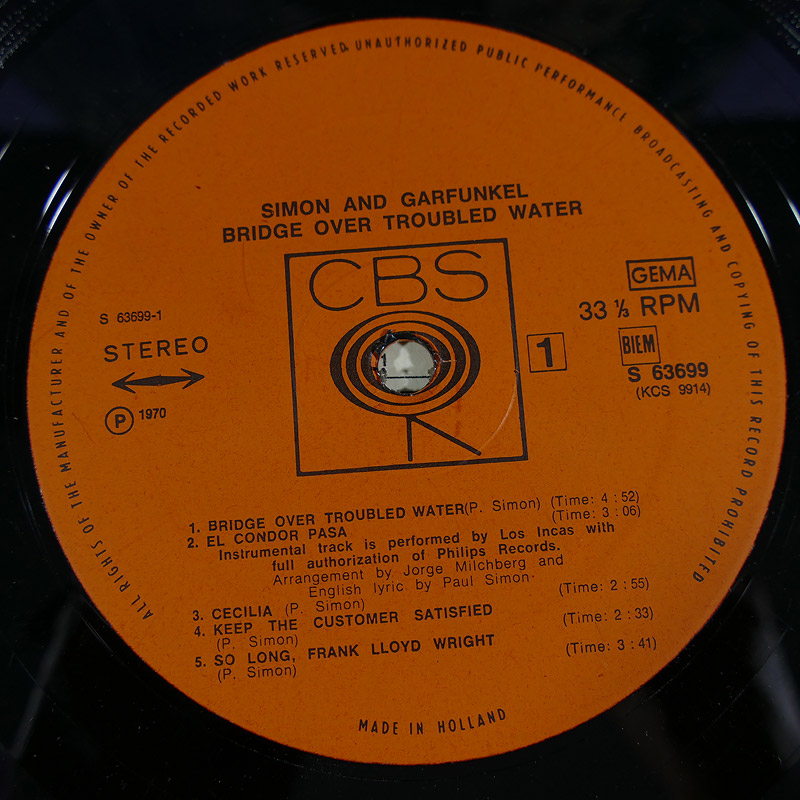 ALL RIGHTS OF THE MANUFACTURER AND OF THE OWNER OF THE RECORDED WORK RESERVED. UNAUTHORIZED PUBLIC PERFORMANCE BROADCASTING AND COPYING OF THIS RECORD PROHIBITED
SIMON AND GARFUNKEL
BRIDGE OVER TROUBLED WATER
CBS
S 63699-1
STEREO
P 1970
1
GEMA
33 ⅓ RPM
BIEM
S 63699
(KCS 9914)
1. BRIDGE OVER TROUBLED WATER(P. Simon) (Time: 4 : 52)
2. EL CONDOR PASA (Time: 3 : 06)
Instrumental track is performed by Los Incas with
full authorization of Philips Records.
Arrangement by Jorge Milchberg and
English lyric by Paul Simon.
3. CECILIA (P. Simon) (Time: 2 : 55)
4. KEEP THE CUSTOMER SATISFIED (Time: 2 : 33)
(P. Simon)
5. SO LONG, FRANK LLOYD WRIGHT (Time: 3 : 41)
(P. Simon)
MADE IN HOLLAND